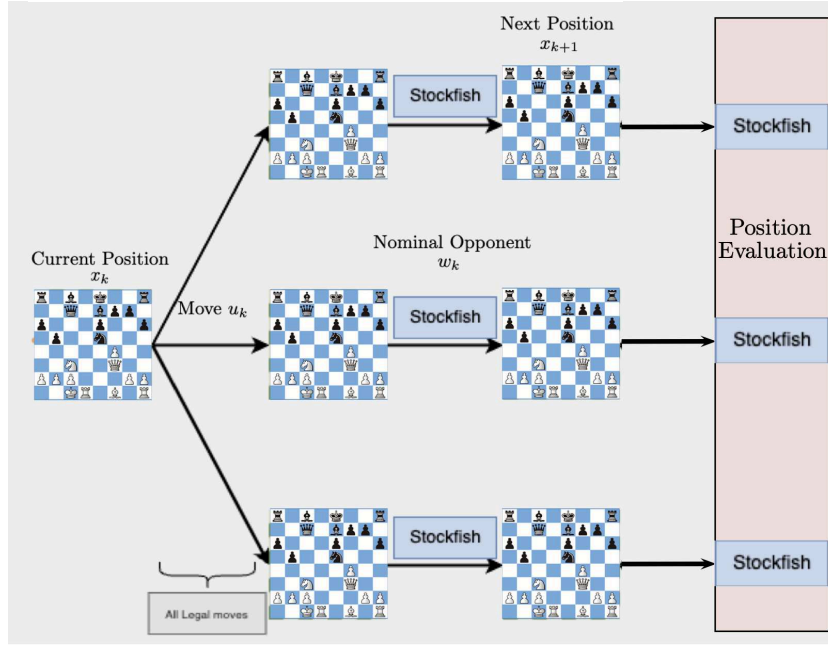 Next Position
x_{k+1}
Stockfish
Stockfish
Position
Evaluation
Nominal Opponent
w_k
Current Position
x_k
Move u_k
Stockfish
Stockfish
Stockfish
Stockfish
All Legal moves